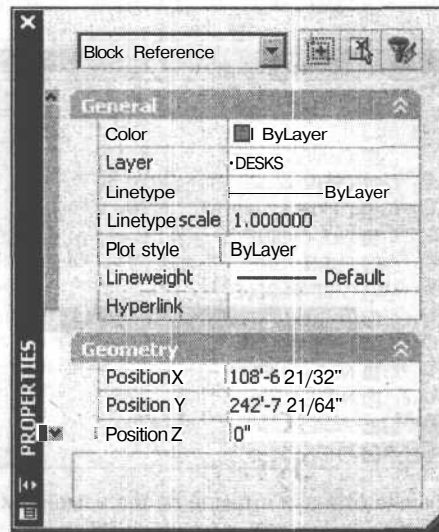 Block Reference
General
Color ByLayer
Layer •DESKS
Linetype ByLayer
Linetype scale 1.000000
Plot style ByLayer
Lineweight Default
Hyperlink
Geometry
PositionX 108'-6 21/32"
Position Y 242'-7 21/64"
Position Z 0"
PROPERTIES